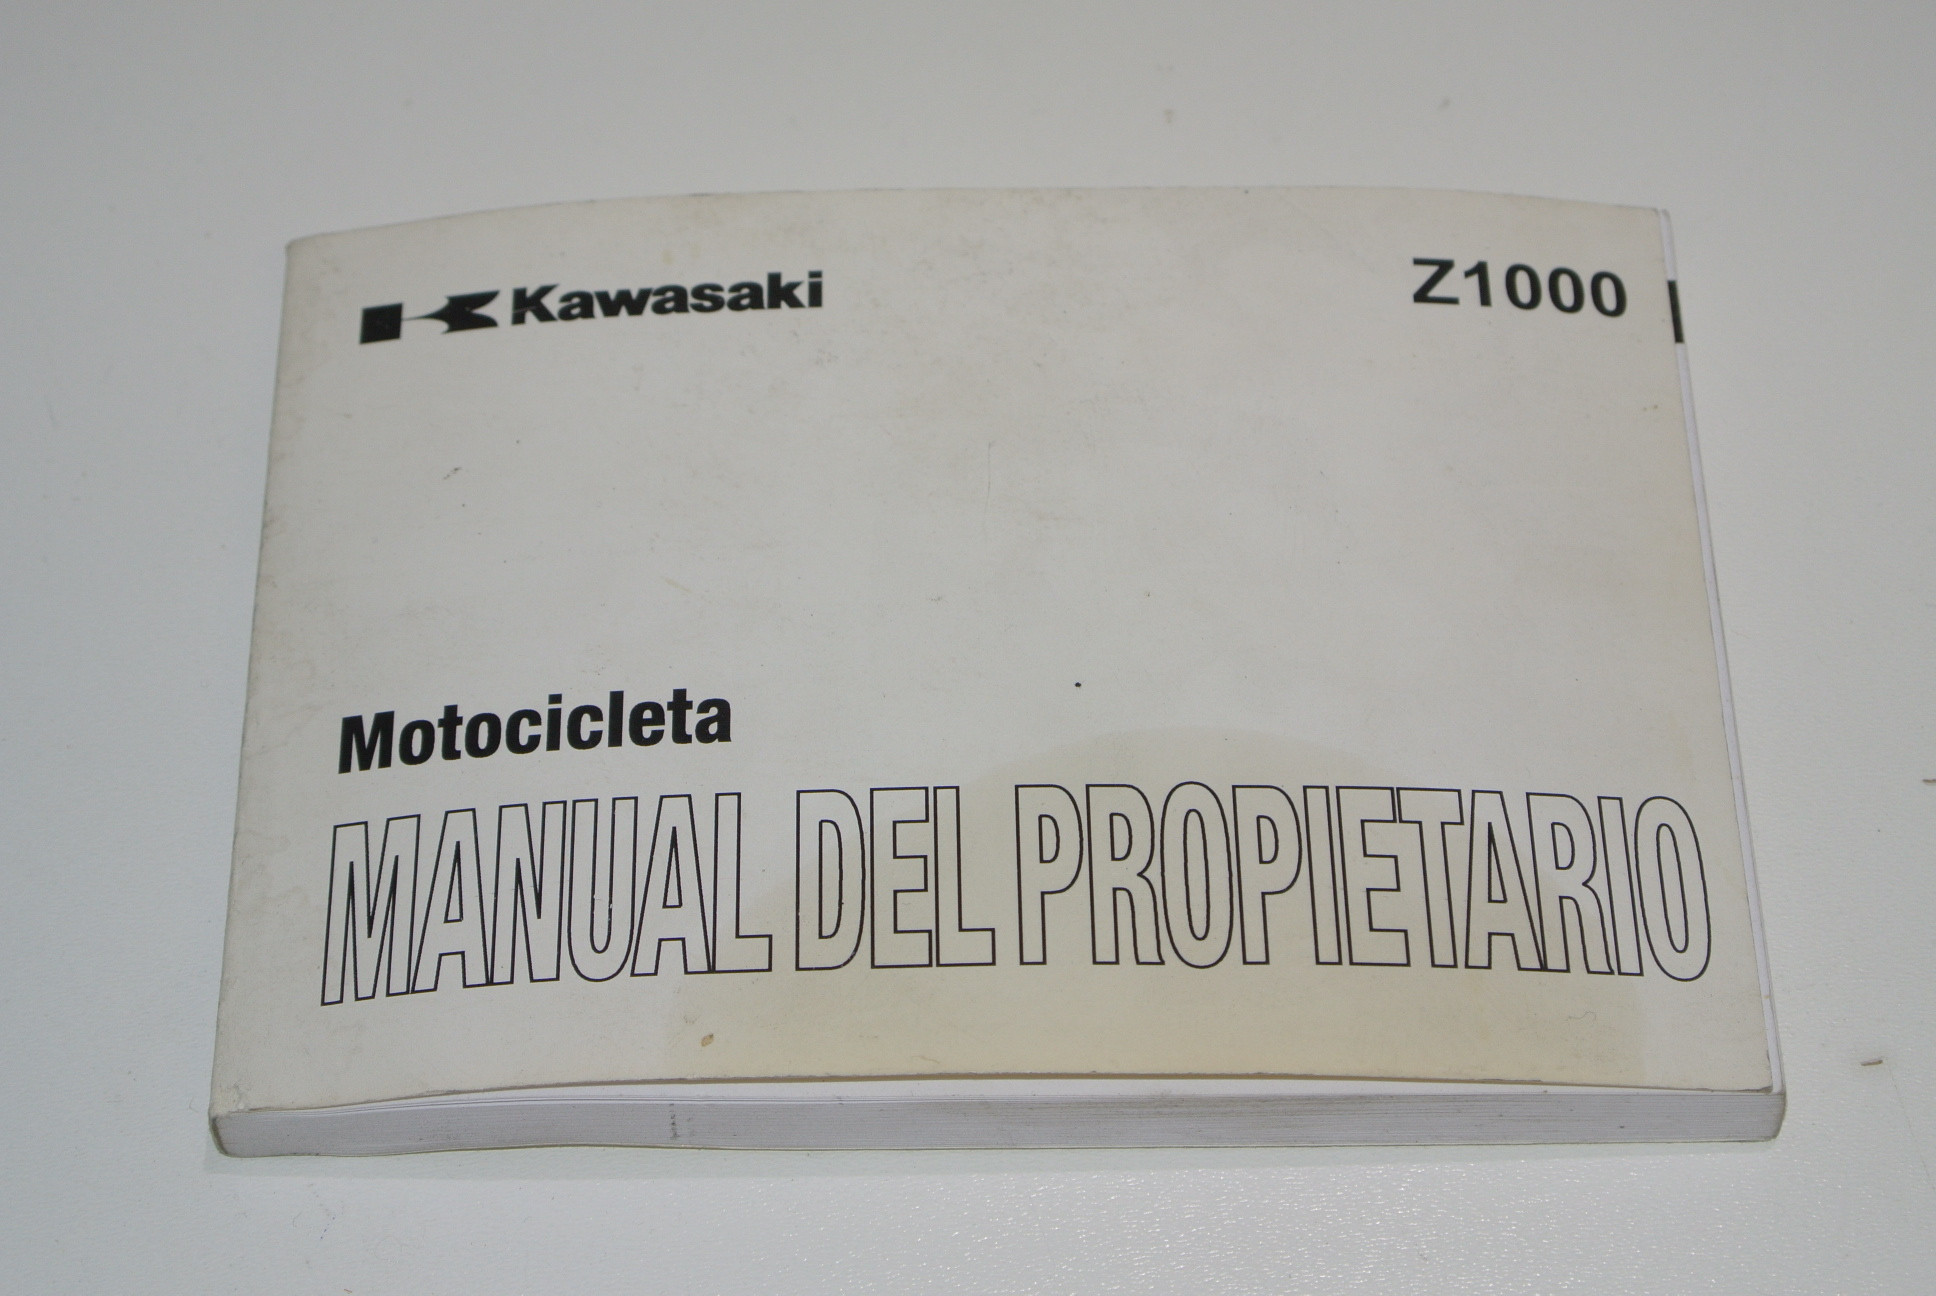 Kawasaki
Z1000
Motocicleta
MANUAL DEL PROPIETARIO